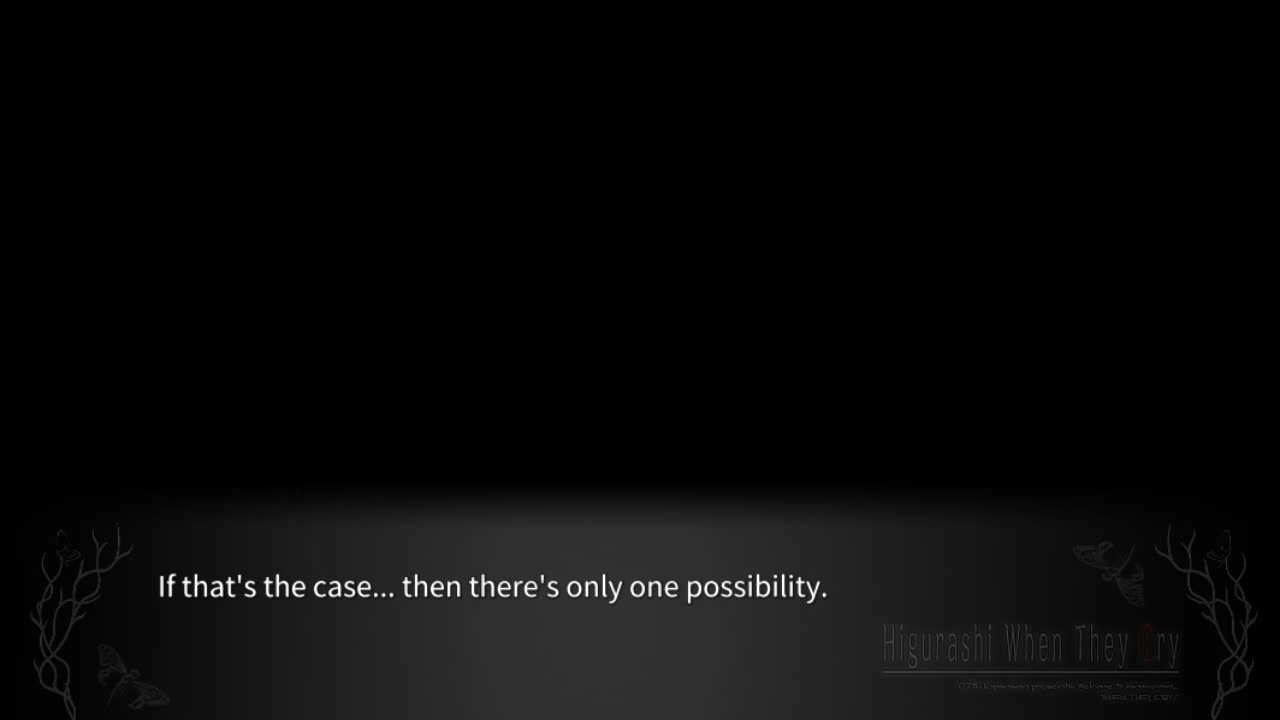 If that's the case... then there's only one possibility.
Higurashi When They Cry